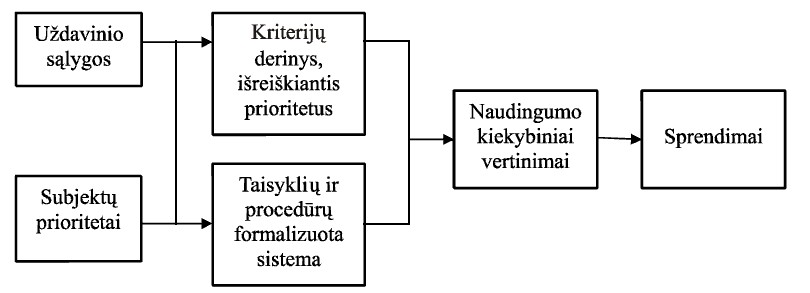 Uždavinio
sąlygos
Kriterijų
derinys,
išreiškiantis
prioritetus
Subjektų
prioritetai
Taisyklių ir
procedūrų
formalizuota
sistema
Naudingumo
kiekybiniai
vertinimai
Sprendimai